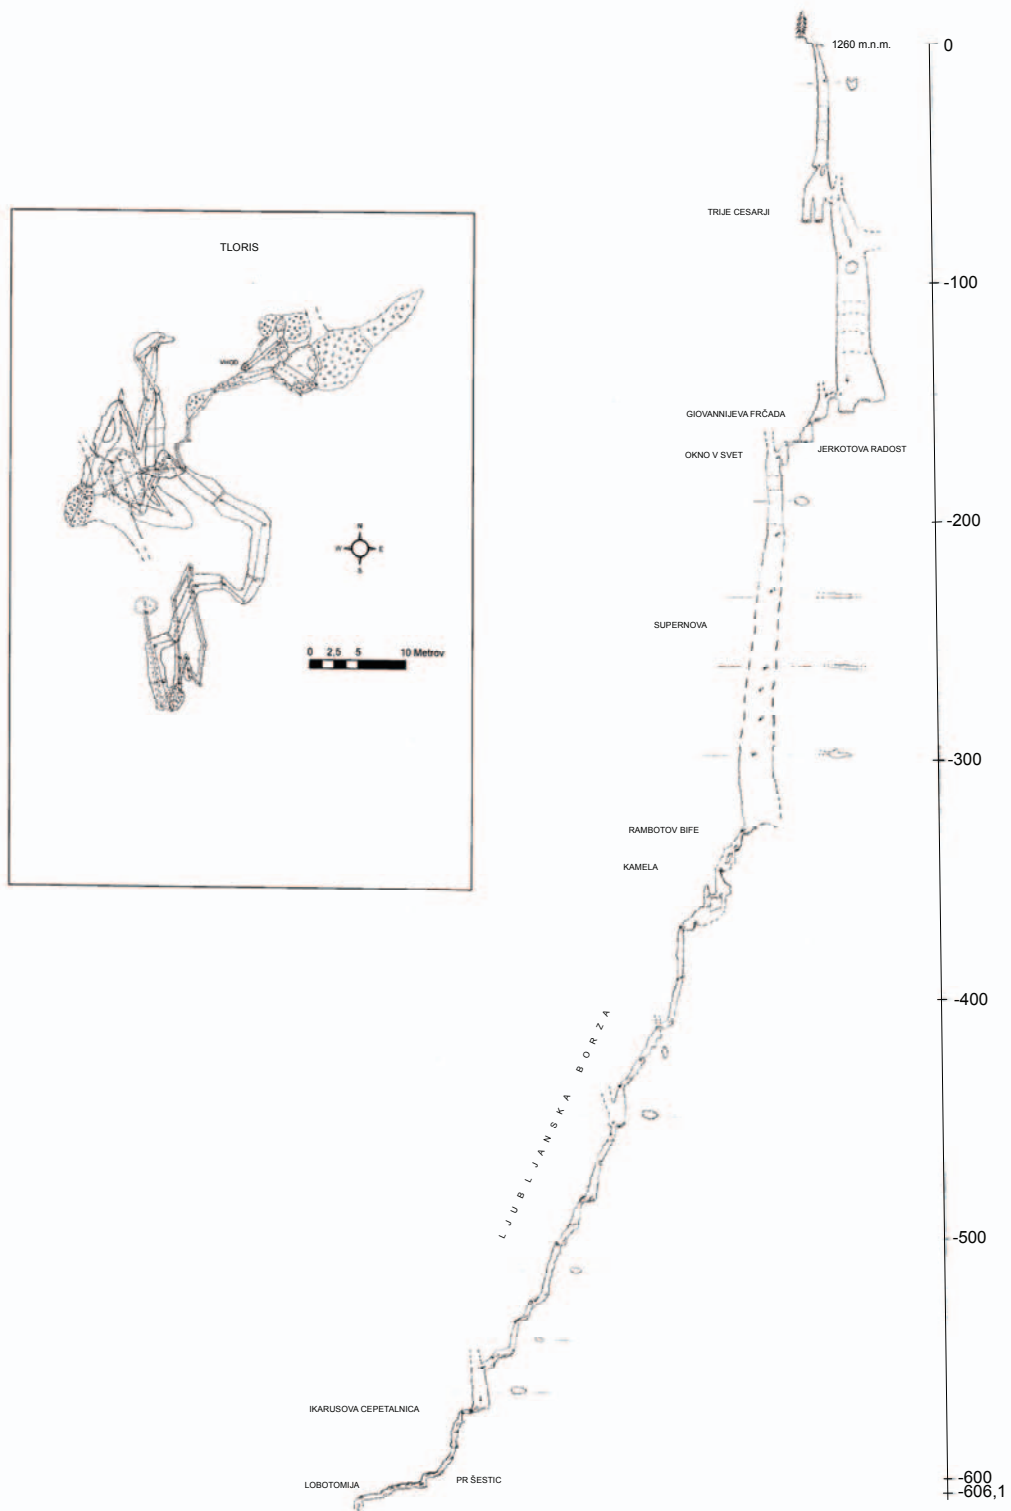 1260 m.n.m.
0
TRIJE CESARJI
TLORIS
-100
VHOD
GIOVANNIJEVA FRČADA
JERKOTOVA RADOST
OKNO V SVET
-200
N
W E
S
SUPERNOVA
0 2.5 5 10 Metrov
-300
RAMBOTOV BIFE
KAMELA
-400
LJUBLJANSKA BORZA
-500
IKARUSOVA CEPETALNICA
-600
PR ŠESTIC
LOBOTOMIJA
-606,1